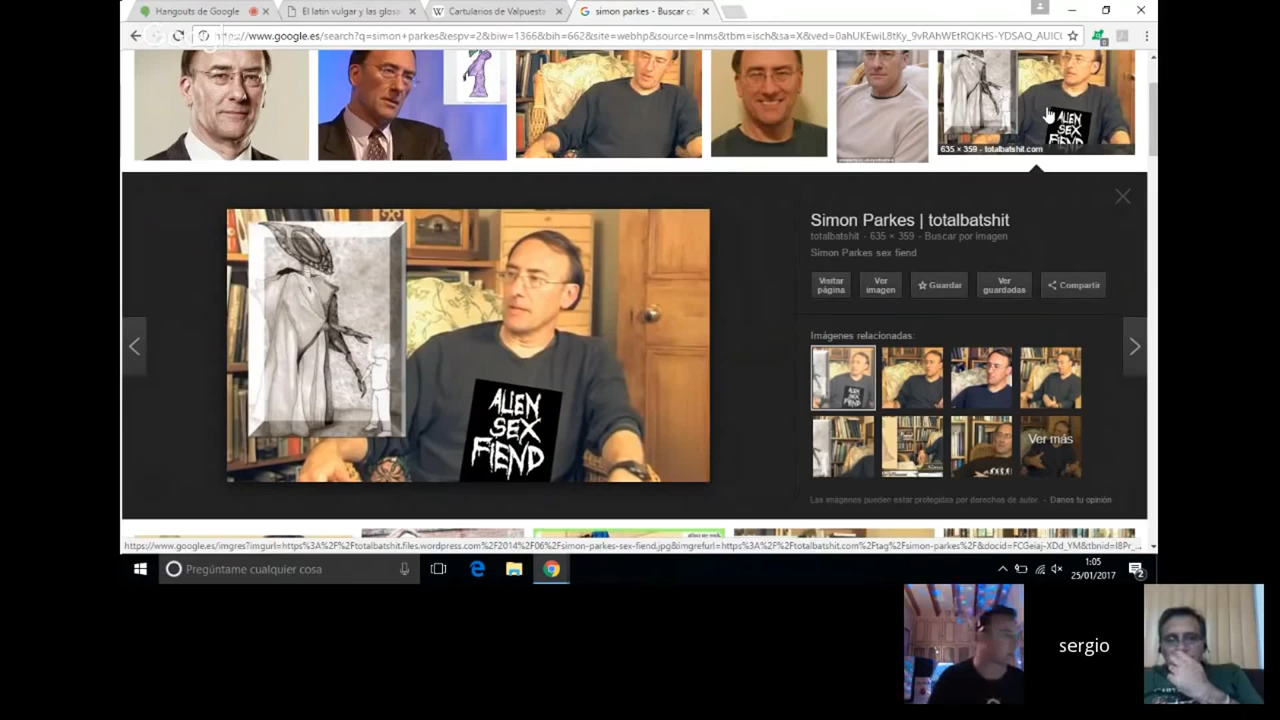 Hangouts de Google
El latín vulgar y las glosa
Cartularios de Valpuesta
simon parkes - Buscar co
https://www.google.es/search?q=simon+parkes&espv=2&biw=1366&bih=662&site=webhp&source=lnms&tbm=isch&sa=X&ved=0ahUKEwiL8tKy_9vRAhWEtRQKHS-YDSAQ_AUIC
ALIEN
SEX
FIEND
635 × 359 - totalbatshit.com
Simon Parkes | totalbatshit
totalbatshit - 635 × 359 - Buscar por imagen
Simon Parkes sex fiend
Visitar página
Ver imagen
Guardar
Ver guardadas
Compartir
Imágenes relacionadas:
ALIEN
SEX
FIEND
Ver más
Las imágenes pueden estar protegidas por derechos de autor. - Danos tu opinión
https://www.google.es/imgres?imgurl=https%3A%2F%2Ftotalbatshit.files.wordpress.com%2F2014%2F06%2Fsimon-parkes-sex-fiend.jpg&imgrefurl=https%3A%2F%2Ftotalbatshit.com%2Ftag%2Fsimon-parkes%2F&docid=FCGeiaj-XDd_YM&tbnid=I8Pr_...
Pregúntame cualquier cosa
1:05
25/01/2017
2
sergio